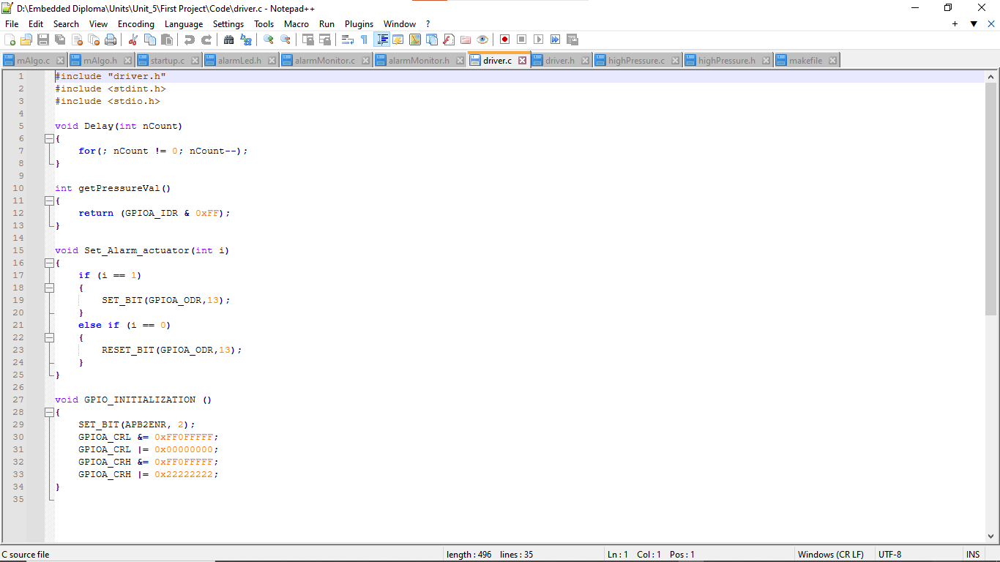 D:\Embedded Diploma\Units\Unit_5\First Project\Code\driver.c - Notepad++
File Edit Search View Encoding Language Settings Tools Macro Run Plugins Window ? + ▼ X
mAlgo.c mAlgo.h startup.c alarmLed.h alarmMonitor.c alarmMonitor.h driver.c driver.h highPressure.c highPressure.h makefile
1 #include "driver.h"
2 #include <stdint.h>
3 #include <stdio.h>
4
5 void Delay(int nCount)
6 {
7 for(; nCount != 0; nCount--);
8 }
9
10 int getPressureVal()
11 {
12 return (GPIOA_IDR & 0xFF);
13 }
14
15 void Set_Alarm_actuator(int i)
16 {
17 if (i == 1)
18 {
19 SET_BIT(GPIOA_ODR,13);
20 }
21 else if (i == 0)
22 {
23 RESET_BIT(GPIOA_ODR,13);
24 }
25 }
26
27 void GPIO_INITIALIZATION ()
28 {
29 SET_BIT(APB2ENR, 2);
30 GPIOA_CRL &= 0xFF0FFFFF;
31 GPIOA_CRL |= 0x00000000;
32 GPIOA_CRH &= 0xFF0FFFFF;
33 GPIOA_CRH |= 0x22222222;
34 }
35
C source file length : 496 lines : 35 Ln : 1 Col : 1 Pos : 1 Windows (CR LF) UTF-8 INS